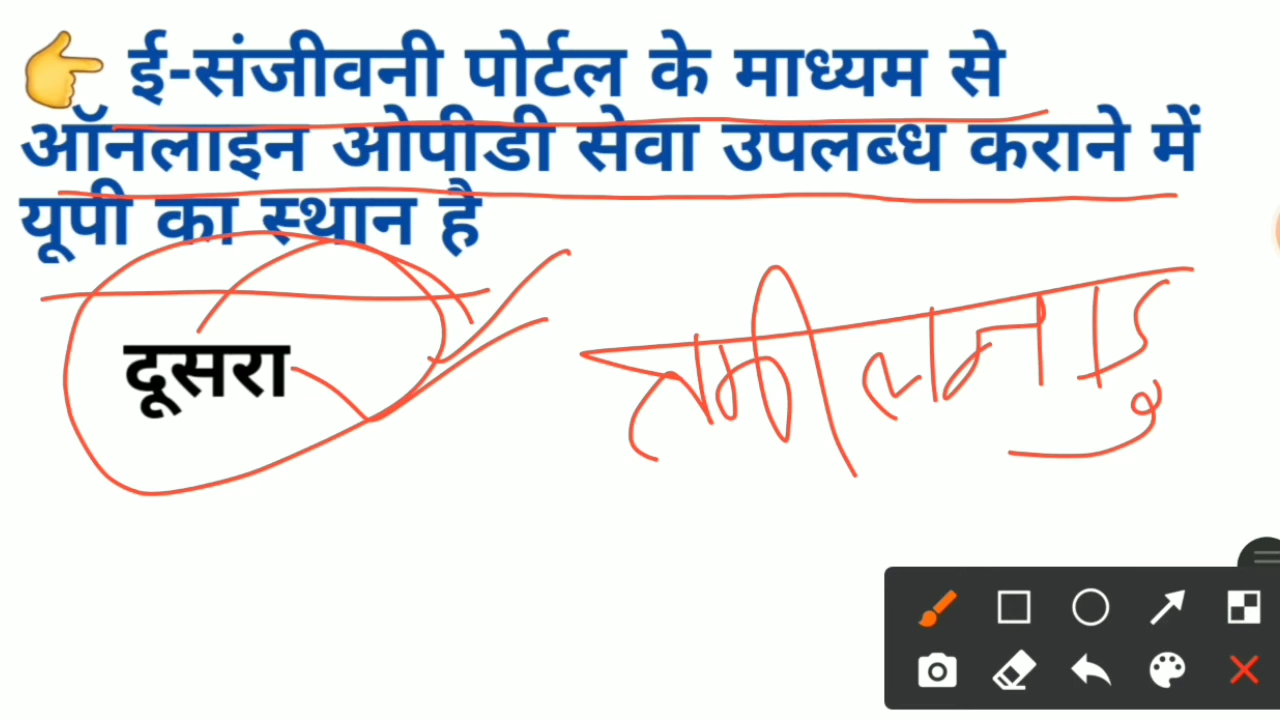 👉 ई-संजीवनी पोर्टल के माध्यम से
ऑनलाइन ओपीडी सेवा उपलब्ध कराने में
यूपी का स्थान है
दूसरा
तमीलनाडु